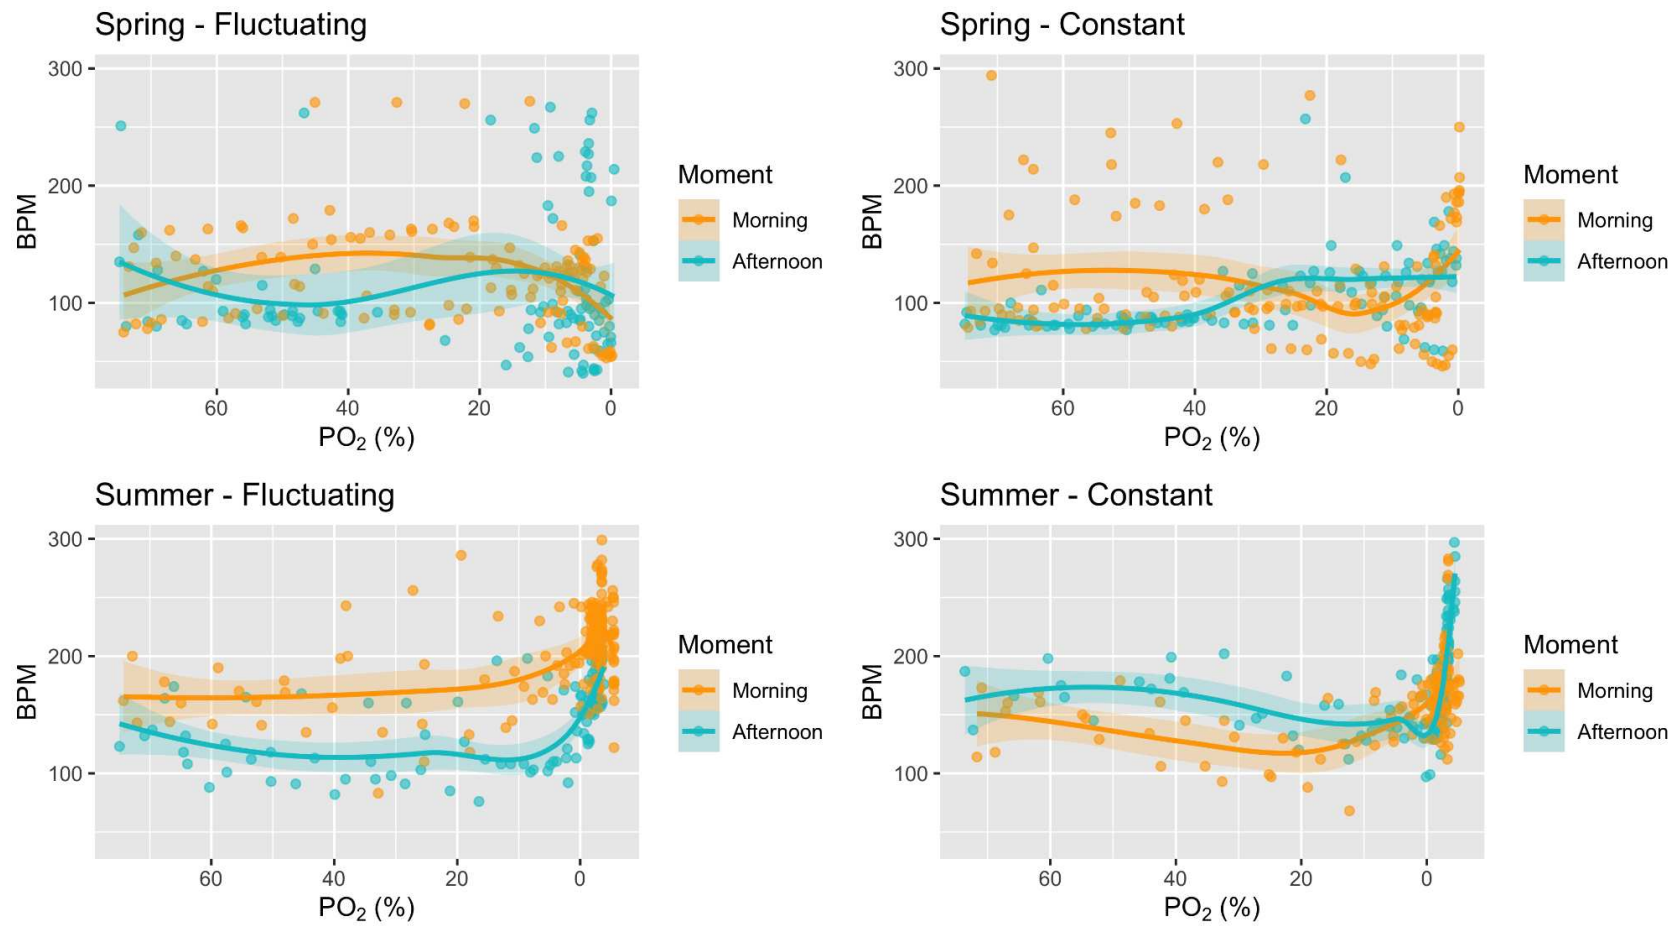 Spring - Fluctuating
300
200
100
BPM
60 40 20 0
PO₂ (%)
Moment
Morning
Afternoon
Spring - Constant
300
200
100
BPM
60 40 20 0
PO₂ (%)
Moment
Morning
Afternoon
Summer - Fluctuating
300
200
100
BPM
60 40 20 0
PO₂ (%)
Moment
Morning
Afternoon
Summer - Constant
300
200
100
BPM
60 40 20 0
PO₂ (%)
Moment
Morning
Afternoon